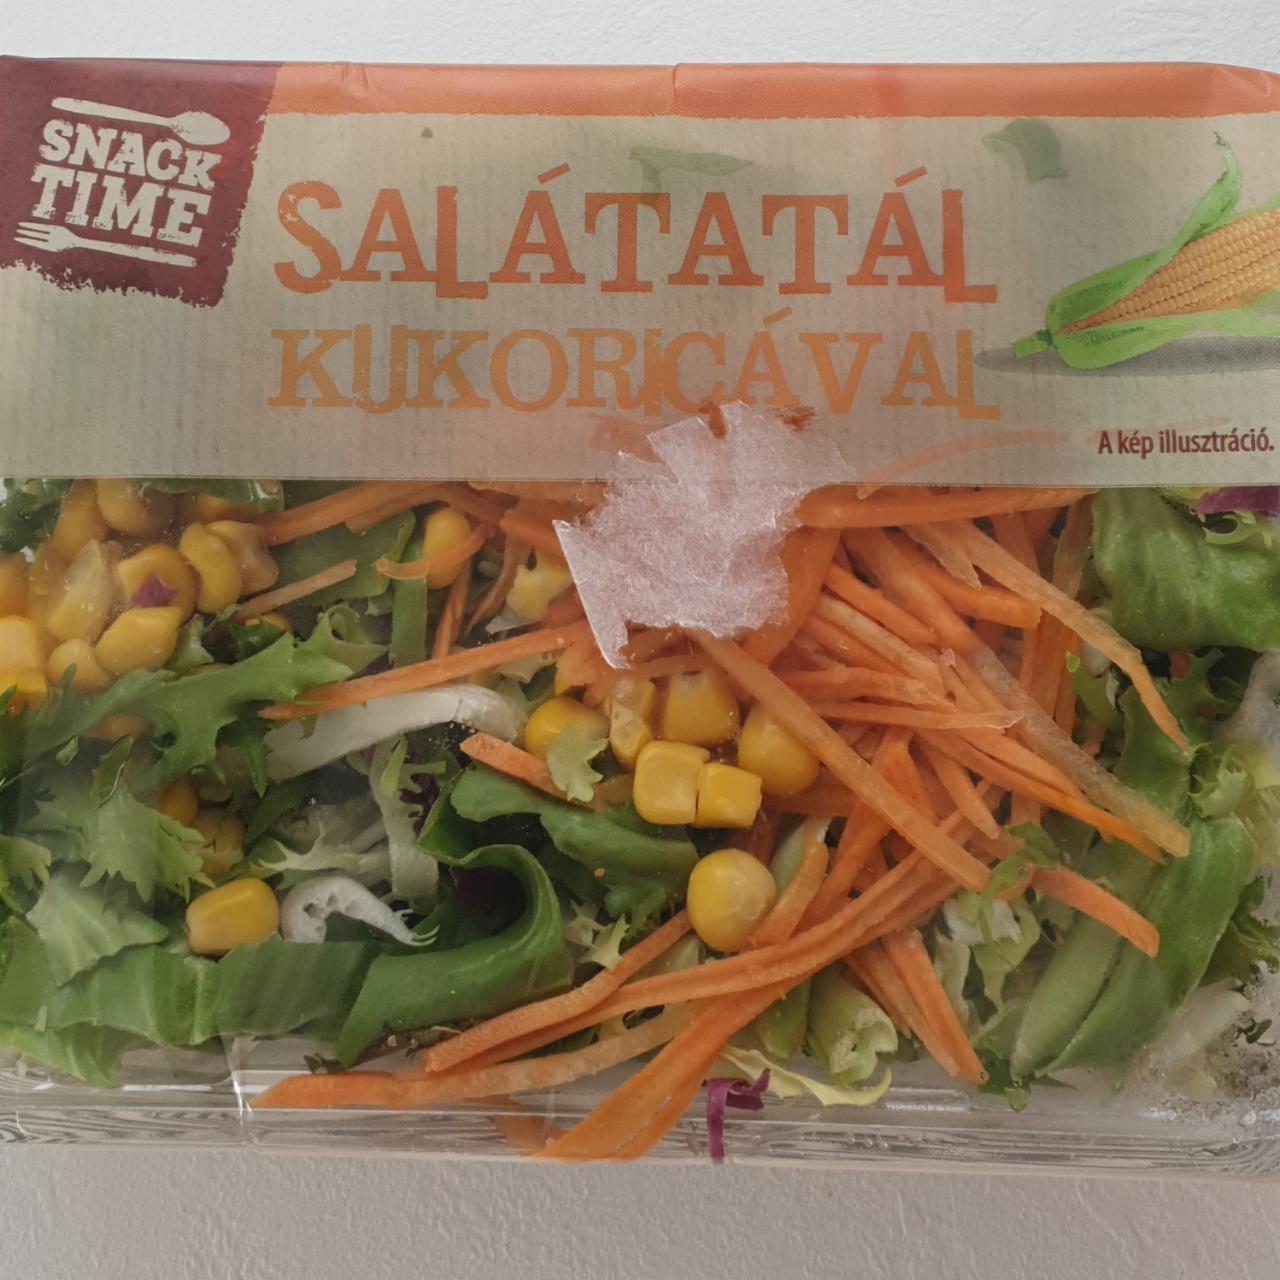 SNACK
TIME
SALÁTATÁL
KUKORICÁVAL
A kép illusztráció.